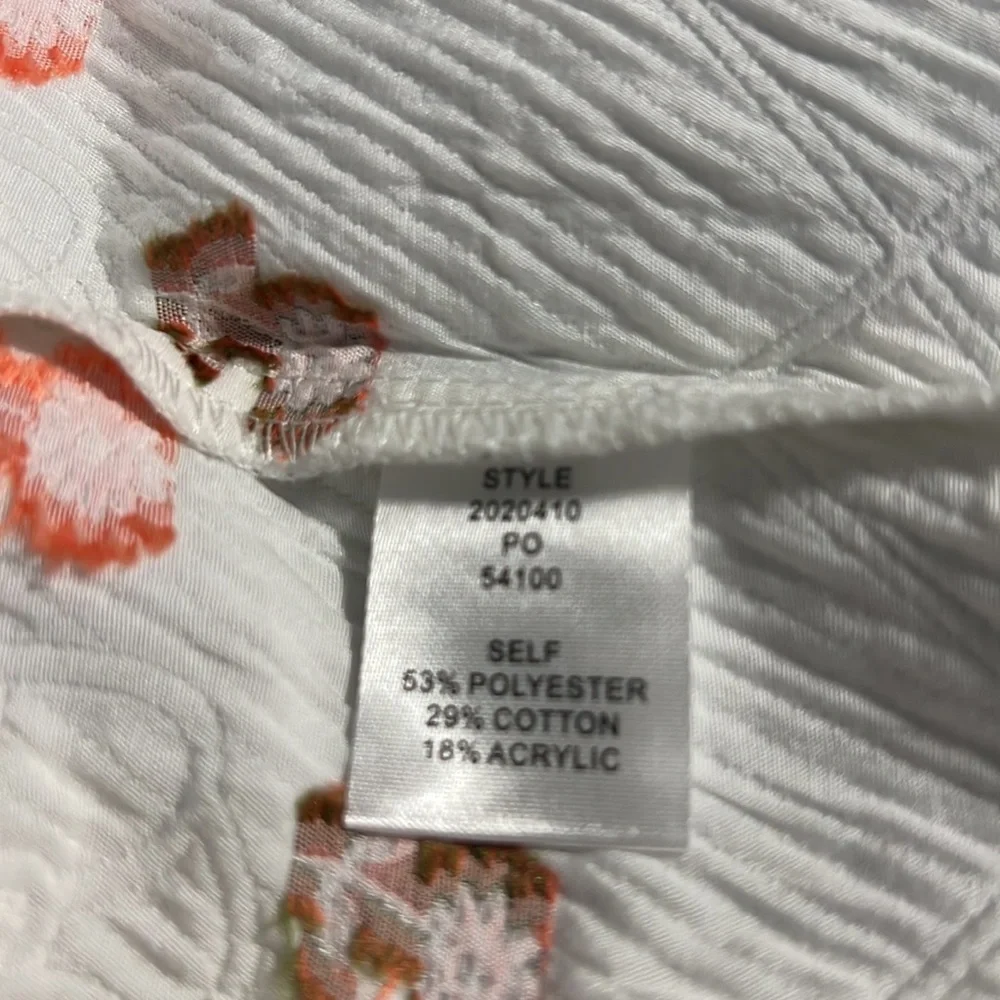 STYLE
2020410
PO
54100
SELF
53% POLYESTER
29% COTTON
18% ACRYLIC